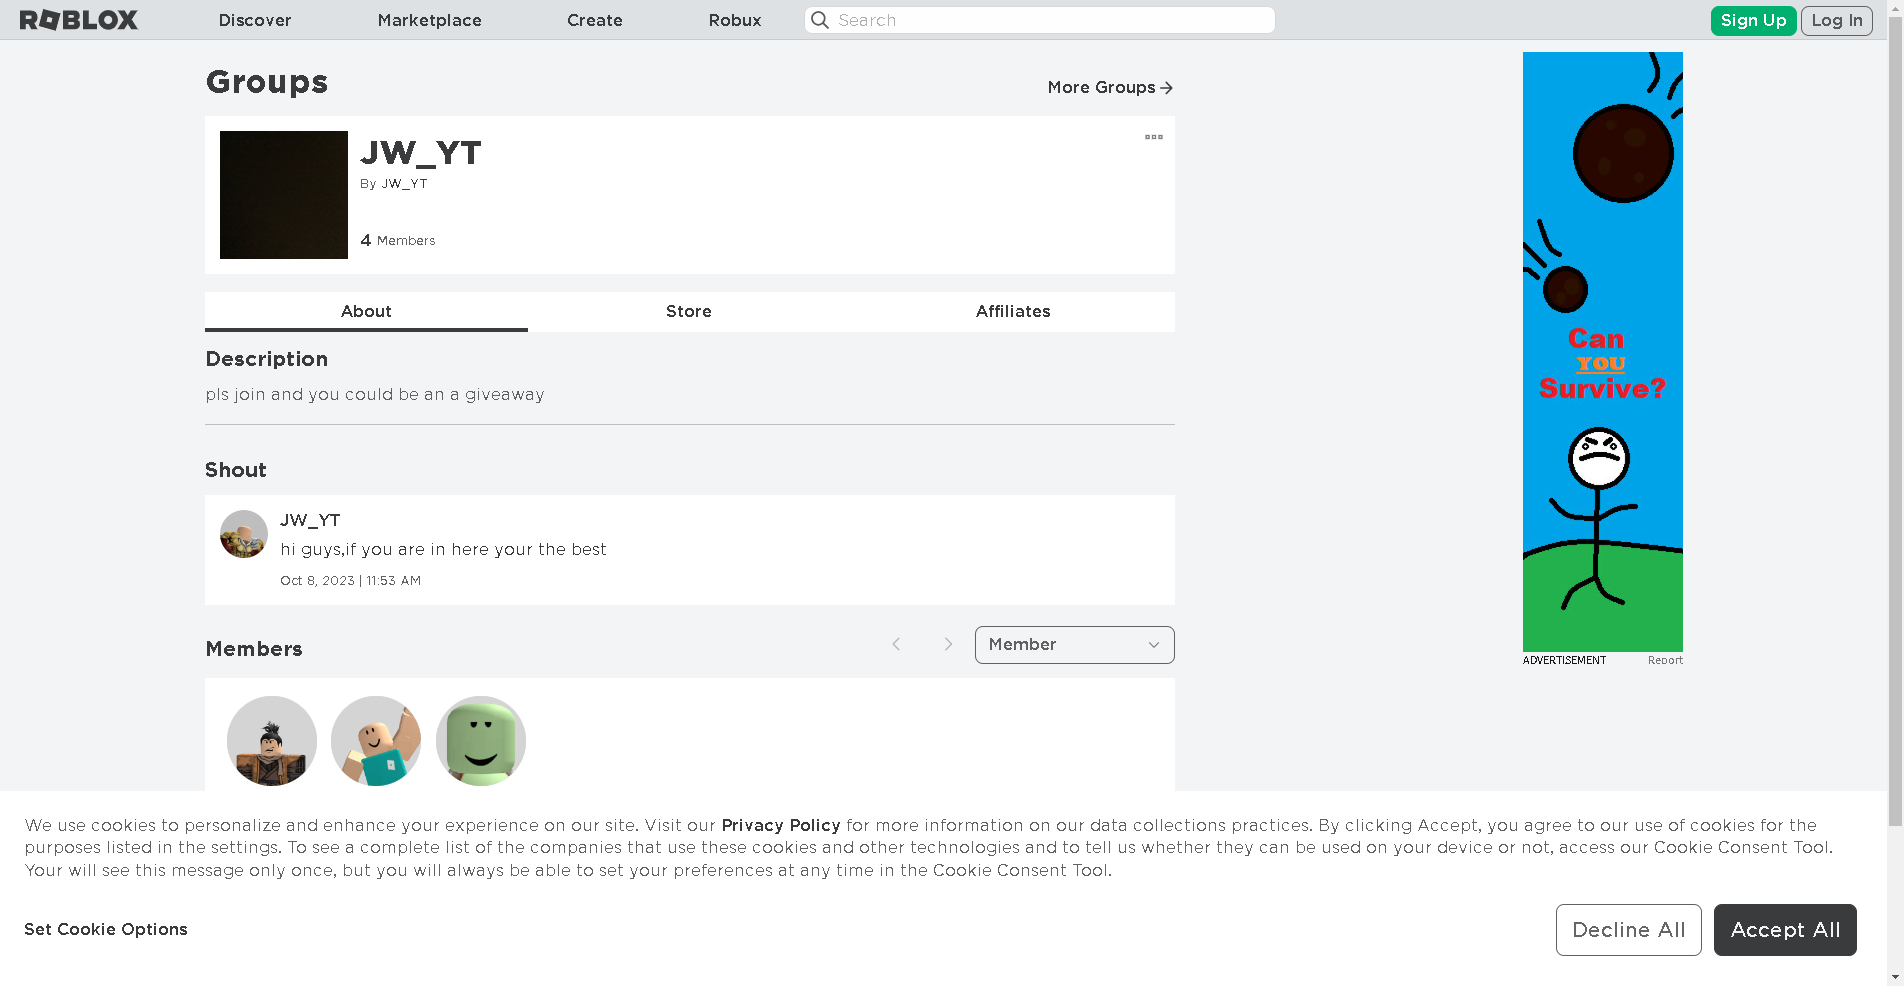 ROBLOX Discover Marketplace Create Robux Search Sign Up Log In
Groups
More Groups
JW_YT
By JW_YT
4 Members
About Store Affiliates
Description
pls join and you could be an a giveaway
Shout
JW_YT
hi guys,if you are in here your the best
Oct 8, 2023 | 11:53 AM
Members
Member
Can
YOU
Survive?
ADVERTISEMENT Report
We use cookies to personalize and enhance your experience on our site. Visit our Privacy Policy for more information on our data collections practices. By clicking Accept, you agree to our use of cookies for the
purposes listed in the settings. To see a complete list of the companies that use these cookies and other technologies and to tell us whether they can be used on your device or not, access our Cookie Consent Tool.
Your will see this message only once, but you will always be able to set your preferences at any time in the Cookie Consent Tool.
Set Cookie Options
Decline All Accept All